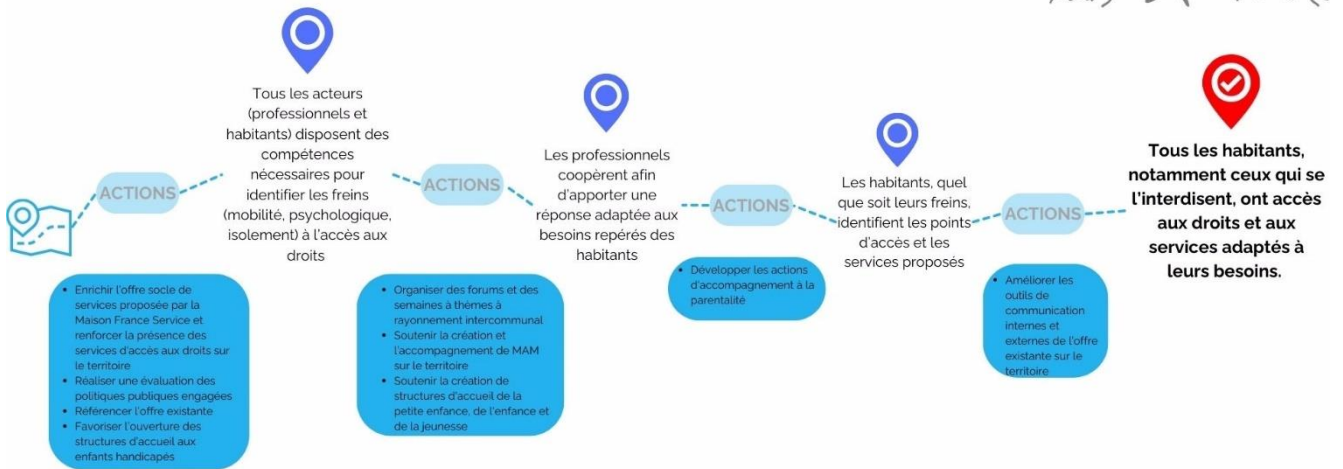 Tous les acteurs
(professionnels et
habitants) disposent des
compétences
nécessaires pour
identifier les freins
(mobilité, psychologique,
isolement) à l'accès aux
droits
Les professionnels
coopèrent afin
d'apporter une
réponse adaptée aux
besoins repérés des
habitants
Les habitants, quel
que soit leurs freins,
identifient les points
d'accès et les
services proposés
Tous les habitants,
notamment ceux qui se
l'interdisent, ont accès
aux droits et aux
services adaptés à
leurs besoins.
ACTIONS
ACTIONS
ACTIONS
ACTIONS
• Enrichir l'offre socle de
services proposée par la
Maison France Service et
renforcer la présence des
services d'accès aux droits sur
le territoire
• Réaliser une évaluation des
politiques publiques engagées
• Référencer l'offre existante
• Favoriser l'ouverture des
structures d'accueil aux
enfants handicapés
• Organiser des forums et des
semaines à thèmes à
rayonnement intercommunal
• Soutenir la création et
l'accompagnement de MAM
sur le territoire
• Soutenir la création de
structures d'accueil de la
petite enfance, de l'enfance et
de la jeunesse
• Développer les actions
d'accompagnement à la
parentalité
• Améliorer les
outils de
communication
internes et
externes de l'offre
existante sur le
territoire